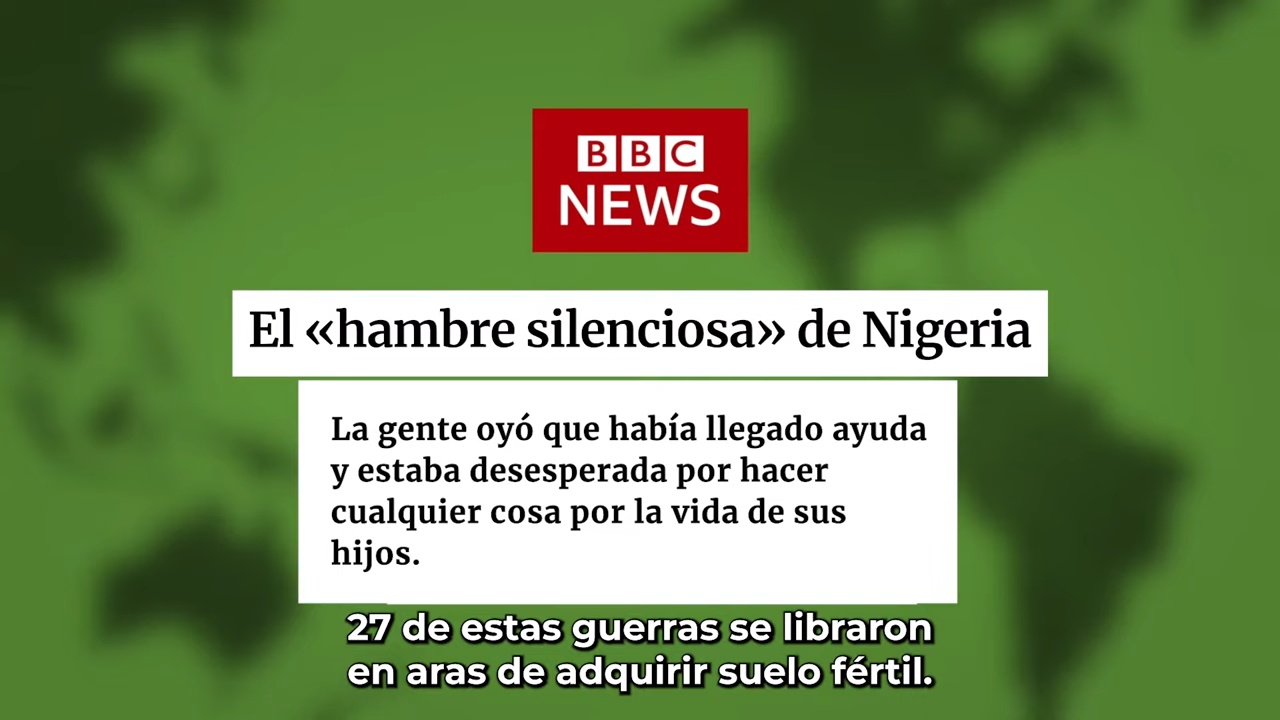 BBC
NEWS
El «hambre silenciosa» de Nigeria
La gente oyó que había llegado ayuda
y estaba desesperada por hacer
cualquier cosa por la vida de sus
hijos.
27 de estas guerras se libraron
en aras de adquirir suelo fértil.